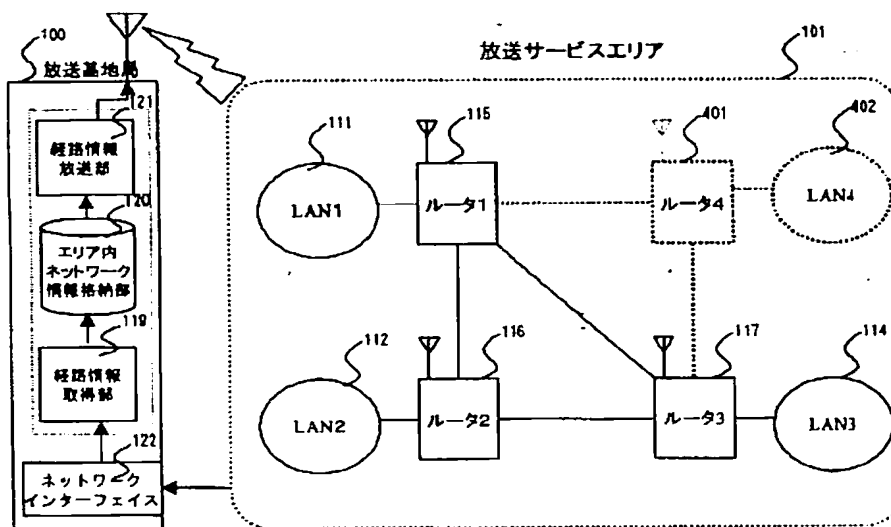 100
放送基地局
121
経路情報
放送部
120
エリア内
ネットワーク
情報格納部
119
経路情報
取得部
122
ネットワーク
インターフェイス
放送サービスエリア
101
111
LAN1
115
ルータ1
401
ルータ4
402
LAN4
112
LAN2
116
ルータ2
117
ルータ3
114
LAN3